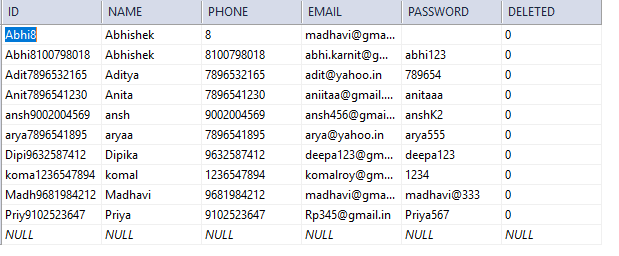 ID NAME PHONE EMAIL PASSWORD DELETED
Abhi8 Abhishek 8 madhavi@gma... 0
Abhi8100798018 Abhishek 8100798018 abhi.karnit@g... abhi123 0
Adit7896532165 Aditya 7896532165 adit@yahoo.in 789654 0
Anit7896541230 Anita 7896541230 aniitaa@gmail.... anitaaa 0
ansh9002004569 ansh 9002004569 ansh456@gmai... anshK2 0
arya7896541895 aryaa 7896541895 arya@yahoo.in arya555 0
Dipi9632587412 Dipika 9632587412 deepa123@gm... deepa123 0
koma1236547894 komal 1236547894 komalroy@gm... 1234 0
Madh9681984212 Madhavi 9681984212 madhavi@gma... madhavi@333 0
Priy9102523647 Priya 9102523647 Rp345@gmail.in Priya567 0
NULL NULL NULL NULL NULL NULL